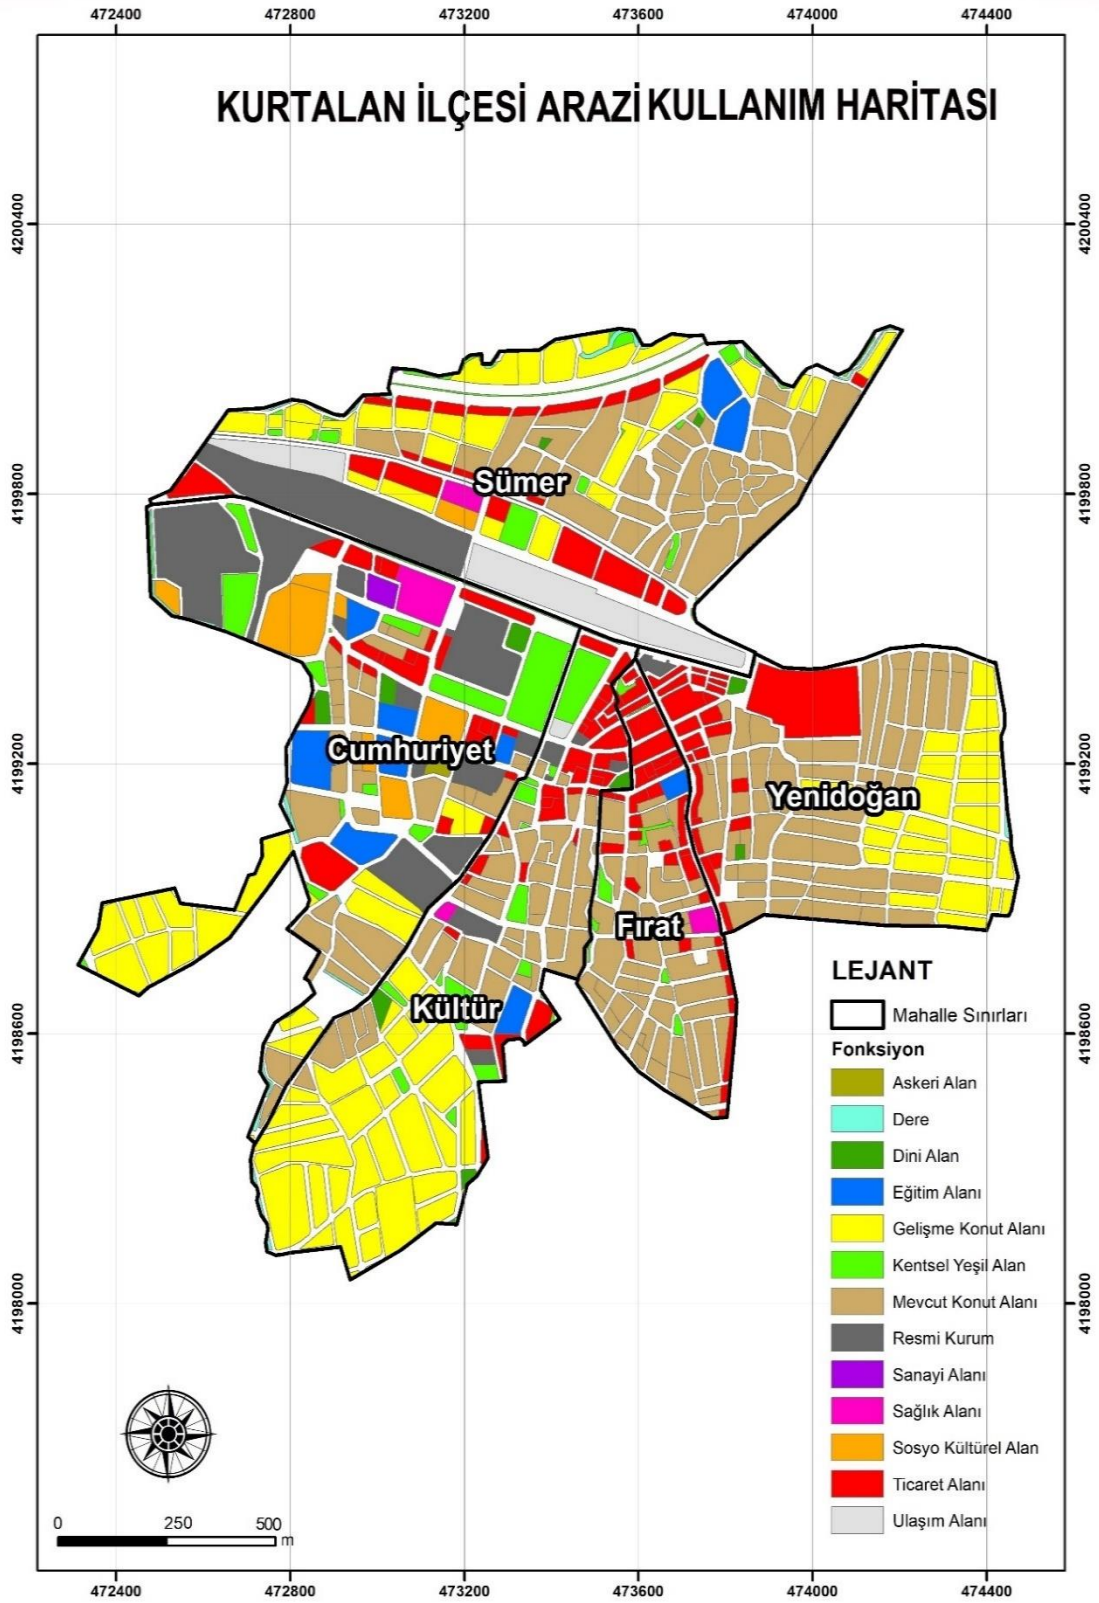 472400 472800 473200 473600 474000 474400
KURTALAN İLÇESİ ARAZİ KULLANIM HARİTASI
4200400 4200400
4199800 4199800
Sümer
4199200 4199200
Cumhuriyet
Yenidoğan
Fırat
Kültür
4198600 4198600
LEJANT
Mahalle Sınırları
Fonksiyon
Askeri Alan
Dere
Dini Alan
Eğitim Alanı
Gelişme Konut Alanı
Kentsel Yeşil Alan
Mevcut Konut Alanı
Resmi Kurum
Sanayi Alanı
Sağlık Alanı
Sosyo Kültürel Alan
Ticaret Alanı
Ulaşım Alanı
4198000 4198000
0 250 500
m
472400 472800 473200 473600 474000 474400